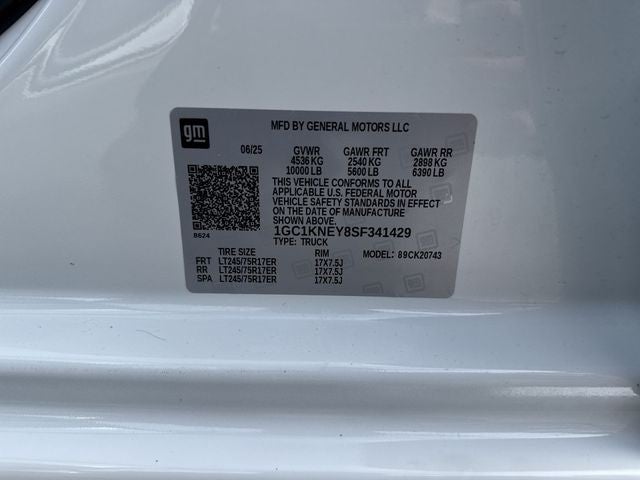 gm
MFD BY GENERAL MOTORS LLC
06/25 GVWR GAWR FRT GAWR RR
4536 KG 2540 KG 2898 KG
10000 LB 5600 LB 6390 LB
THIS VEHICLE CONFORMS TO ALL
APPLICABLE U.S. FEDERAL MOTOR
VEHICLE SAFETY STANDARDS IN EFFECT
ON THE DATE OF MANUFACTURE
SHOWN ABOVE.
1GC1KNEY8SF341429
B624
TYPE: TRUCK
TIRE SIZE RIM MODEL: 89CK20743
FRT LT245/75R17ER 17X7.5J
RR LT245/75R17ER 17X7.5J
SPA LT245/75R17ER 17X7.5J